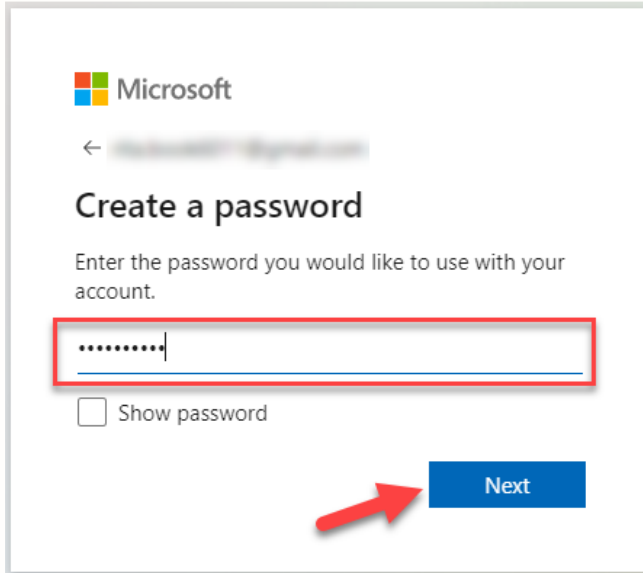 Microsoft
Create a password
Enter the password you would like to use with your
account.
••••••••••
Show password
Next